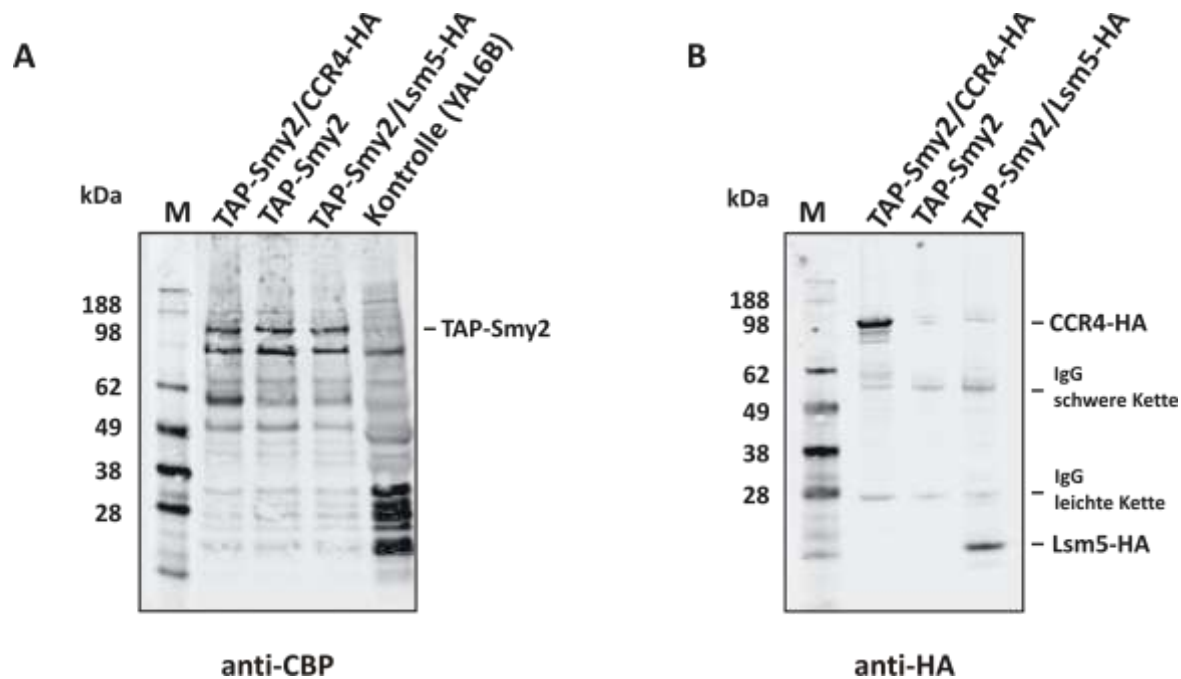 A
TAP-Smy2/CCR4-HA
TAP-Smy2
TAP-Smy2/Lsm5-HA
Kontrolle (YAL6B)
kDa
M
188
98
62
49
38
28
TAP-Smy2
anti-CBP
B
TAP-Smy2/CCR4-HA
TAP-Smy2
TAP-Smy2/Lsm5-HA
kDa
M
188
98
62
49
38
28
CCR4-HA
IgG
schwere Kette
IgG
leichte Kette
Lsm5-HA
anti-HA